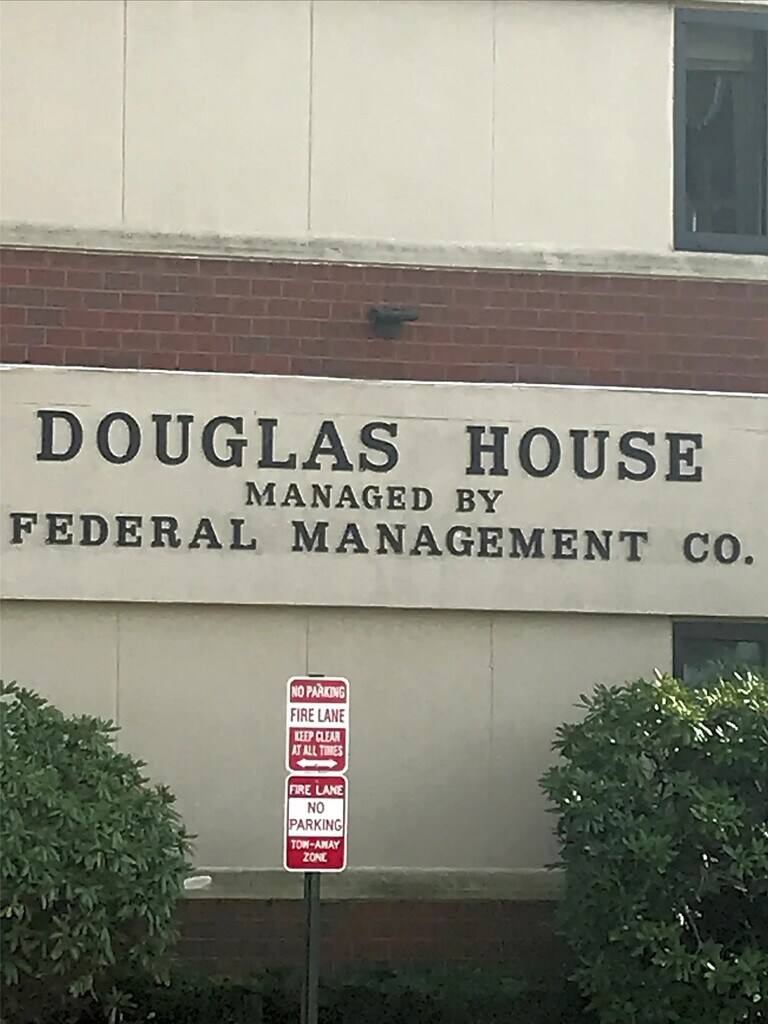 DOUGLAS HOUSE
MANAGED BY
FEDERAL MANAGEMENT CO.
NO PARKING
FIRE LANE
KEEP CLEAR
AT ALL TIMES
FIRE LANE
NO
PARKING
TOW-AWAY
ZONE